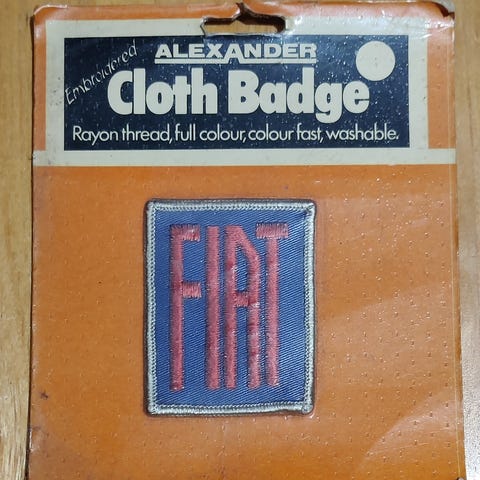 ALEXANDER
Embroidered
Cloth Badge
Rayon thread, full colour, colour fast, washable.
FIAT